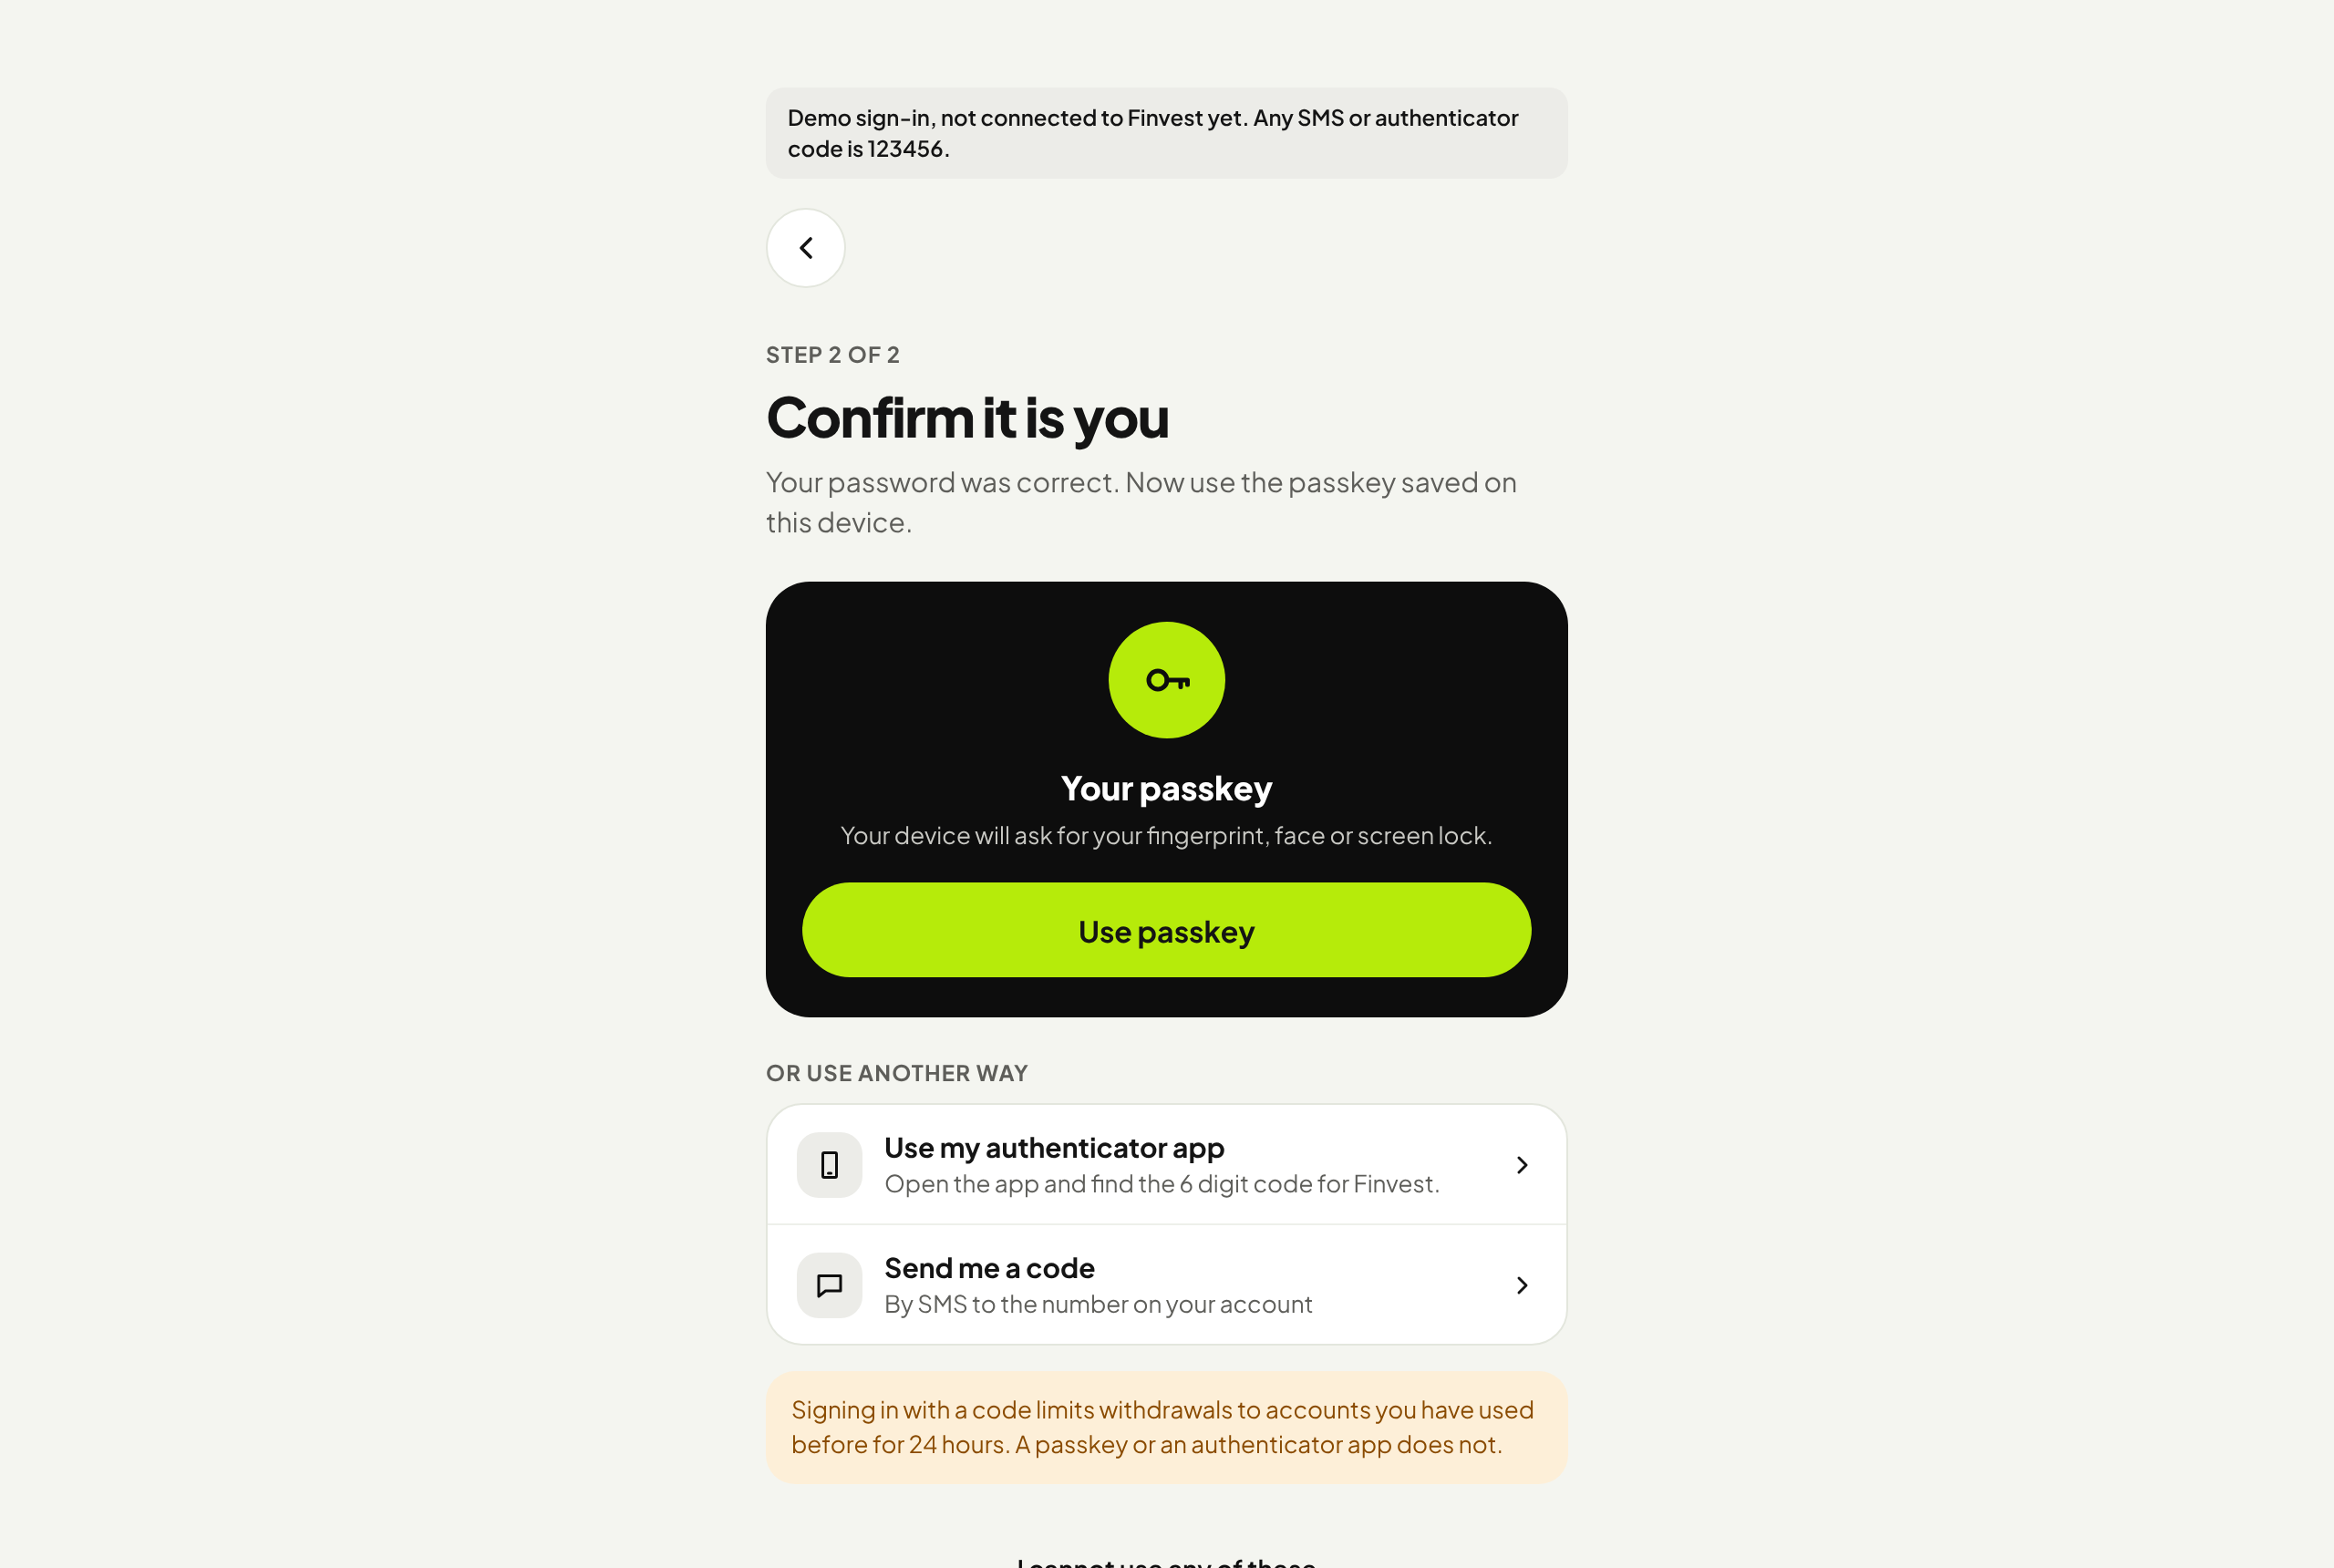 Demo sign-in, not connected to Finvest yet. Any SMS or authenticator
code is 123456.
STEP 2 OF 2
Confirm it is you
Your password was correct. Now use the passkey saved on
this device.
Your passkey
Your device will ask for your fingerprint, face or screen lock.
Use passkey
OR USE ANOTHER WAY
Use my authenticator app
Open the app and find the 6 digit code for Finvest.
Send me a code
By SMS to the number on your account
Signing in with a code limits withdrawals to accounts you have used
before for 24 hours. A passkey or an authenticator app does not.
I cannot use any of these